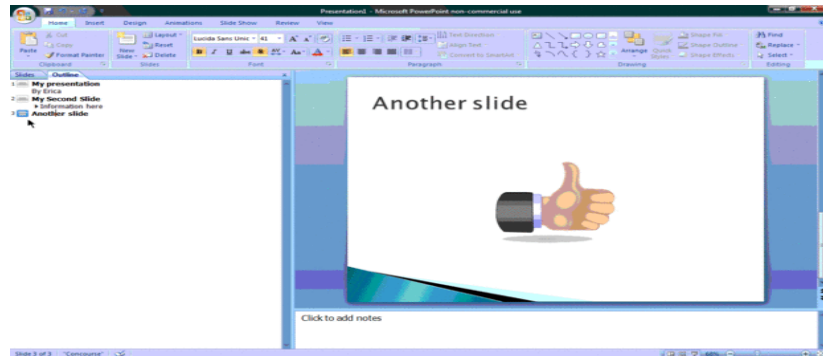 Presentation1 - Microsoft PowerPoint non-commercial use
Home Insert Design Animations Slide Show Review View
Cut Layout Lucida Sans Unic 41 Text Direction Shape Fill Find
Copy Reset Align Text Shape Outline Replace
Paste Format Painter New Slide Delete Convert to SmartArt Arrange Quick Styles Shape Effects Select
Clipboard Slides Font Paragraph Drawing Editing
Slides Outline
1 My presentation
By Erica
2 My Second Slide
Information here
3 Another slide
Another slide
Click to add notes
Slide 3 of 3 "Concourse" 68%